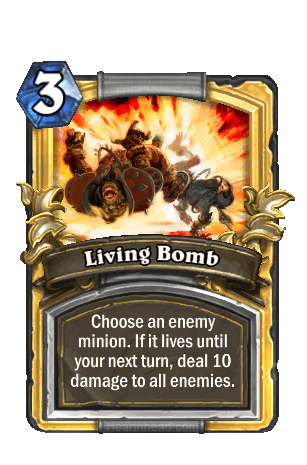 3
Living Bomb
Choose an enemy
minion. If it lives until
your next turn, deal 10
damage to all enemies.